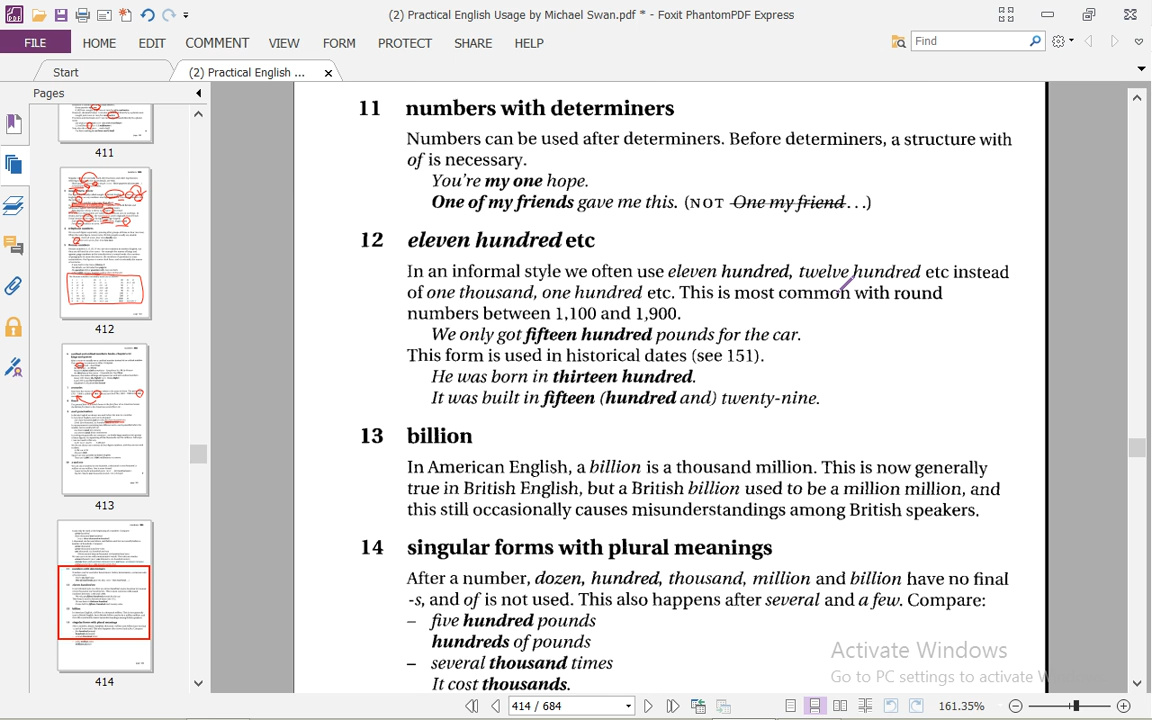 (2) Practical English Usage by Michael Swan.pdf * - Foxit PhantomPDF Express
FILE HOME EDIT COMMENT VIEW FORM PROTECT SHARE HELP Find
Start (2) Practical English ...
Pages
411
412
413
414
11 numbers with determiners
Numbers can be used after determiners. Before determiners, a structure with
of is necessary.
You're my one hope.
One of my friends gave me this. (NOT One my friend . . .)
12 eleven hundred etc
In an informal style we often use eleven hundred, twelve hundred etc instead
of one thousand, one hundred etc. This is most common with round
numbers between 1,100 and 1,900.
We only got fifteen hundred pounds for the car.
This form is used in historical dates (see 151).
He was born in thirteen hundred.
It was built in fifteen (hundred and) twenty-nine.
13 billion
In American English, a billion is a thousand million. This is now generally
true in British English, but a British billion used to be a million million, and
this still occasionally causes misunderstandings among British speakers.
14 singular forms with plural meanings
After a number, dozen, hundred, thousand, million and billion have no final
-s, and of is not used. This also happens after several and a few. Compare:
– five hundred pounds
hundreds of pounds
– several thousand times
It cost thousands.
Activate Windows
Go to PC settings to activate
414 / 684 161.35%